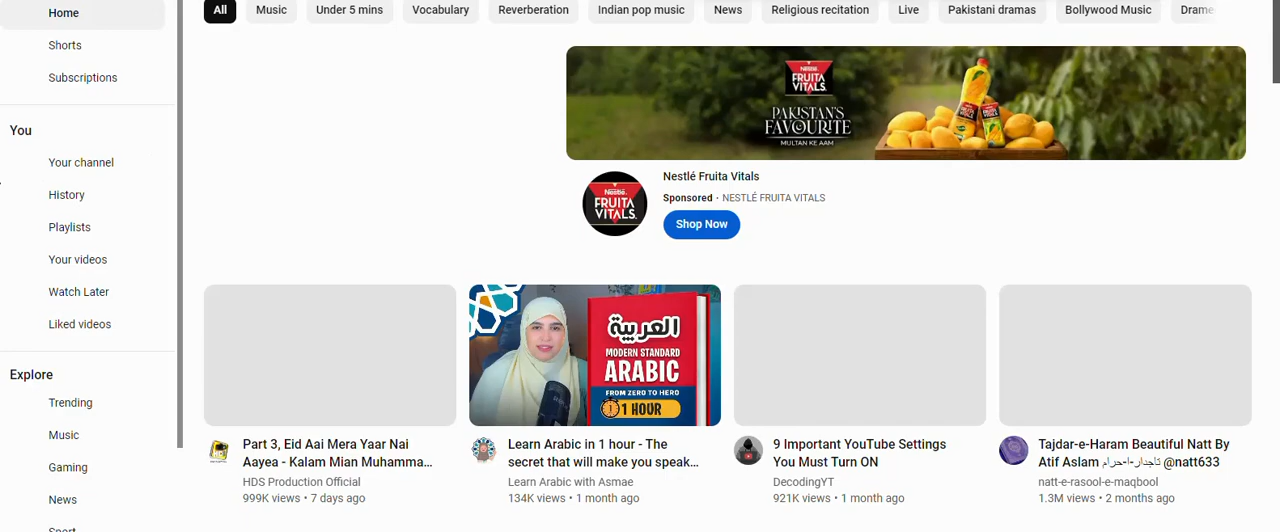 Home
Shorts
Subscriptions
You
Your channel
History
Playlists
Your videos
Watch Later
Liked videos
Explore
Trending
Music
Gaming
News
Sport
All
Music
Under 5 mins
Vocabulary
Reverberation
Indian pop music
News
Religious recitation
Live
Pakistani dramas
Bollywood Music
Drame
Nestlé
FRUITA
VITALS
PAKISTAN'S
FAVOURITE
MULTAN KE AAM
Nestlé
FRUITA
VITALS.
Nestlé Fruita Vitals
Sponsored · NESTLÉ FRUITA VITALS
Shop Now
العربية
MODERN STANDARD
ARABIC
FROM ZERO TO HERO
1 HOUR
Part 3, Eid Aai Mera Yaar Nai
Aayea - Kalam Mian Muhamma...
HDS Production Official
999K views • 7 days ago
Learn Arabic in 1 hour - The
secret that will make you speak...
Learn Arabic with Asmae
134K views • 1 month ago
9 Important YouTube Settings
You Must Turn ON
DecodingYT
921K views • 1 month ago
Tajdar-e-Haram Beautiful Natt By
Atif Aslam تاجدار-ا-حرام @natt633
natt-e-rasool-e-maqbool
1.3M views • 2 months ago